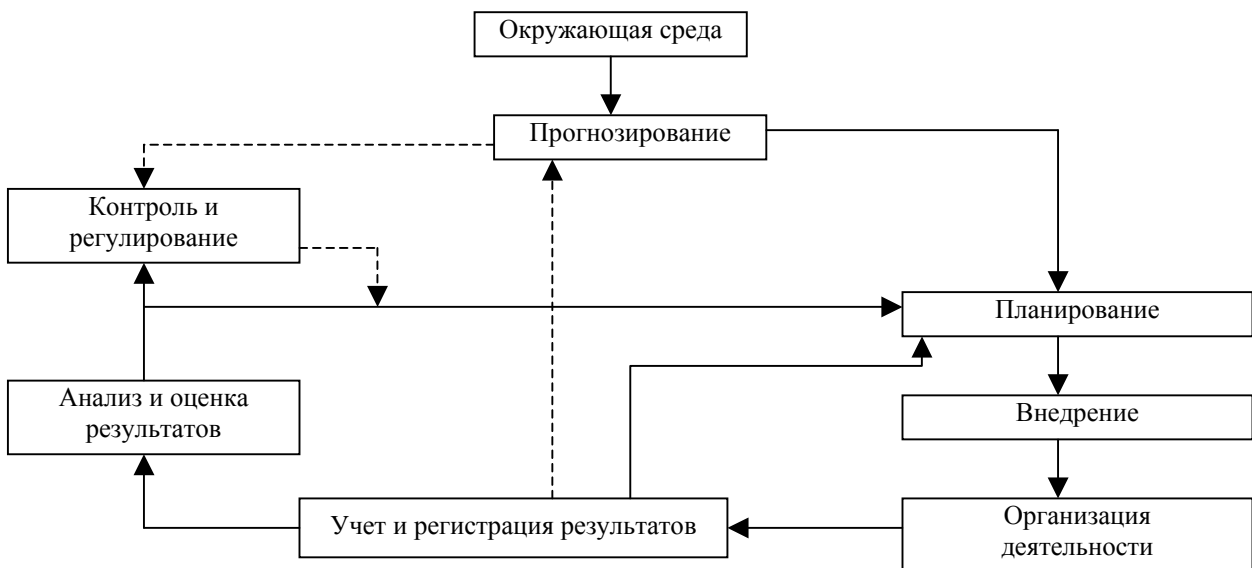 Окружающая среда
Прогнозирование
Контроль и
регулирование
Планирование
Анализ и оценка
результатов
Внедрение
Учет и регистрация результатов
Организация
деятельности